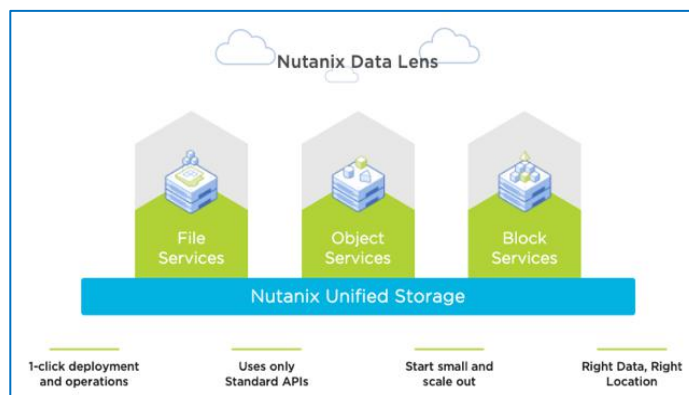 Nutanix Data Lens
File
Services
Object
Services
Block
Services
Nutanix Unified Storage
1-click deployment
and operations
Uses only
Standard APIs
Start small and
scale out
Right Data, Right
Location